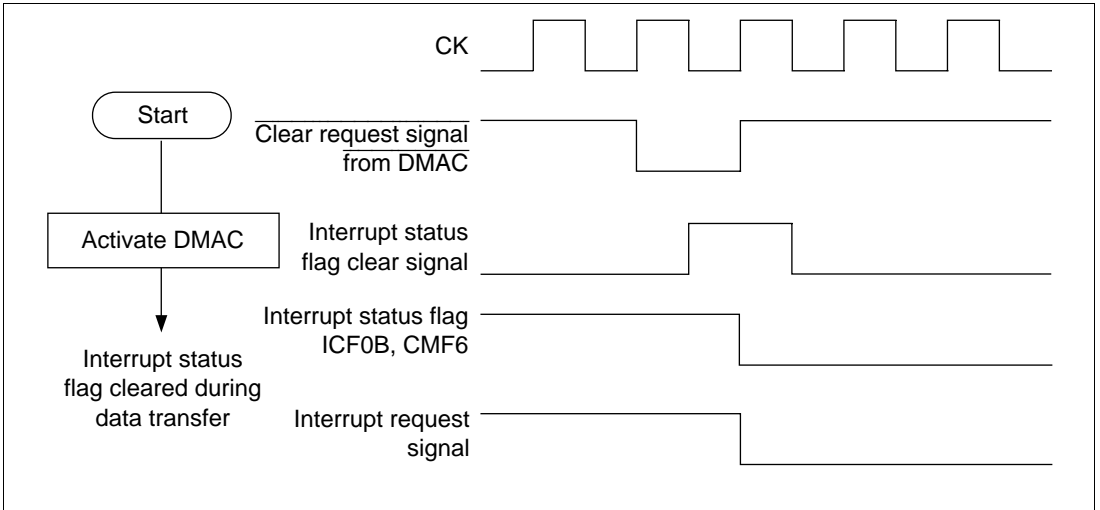 CK
Start
Clear request signal
from DMAC
Activate DMAC
Interrupt status
flag clear signal
Interrupt status flag
ICF0B, CMF6
Interrupt status
flag cleared during
data transfer
Interrupt request
signal